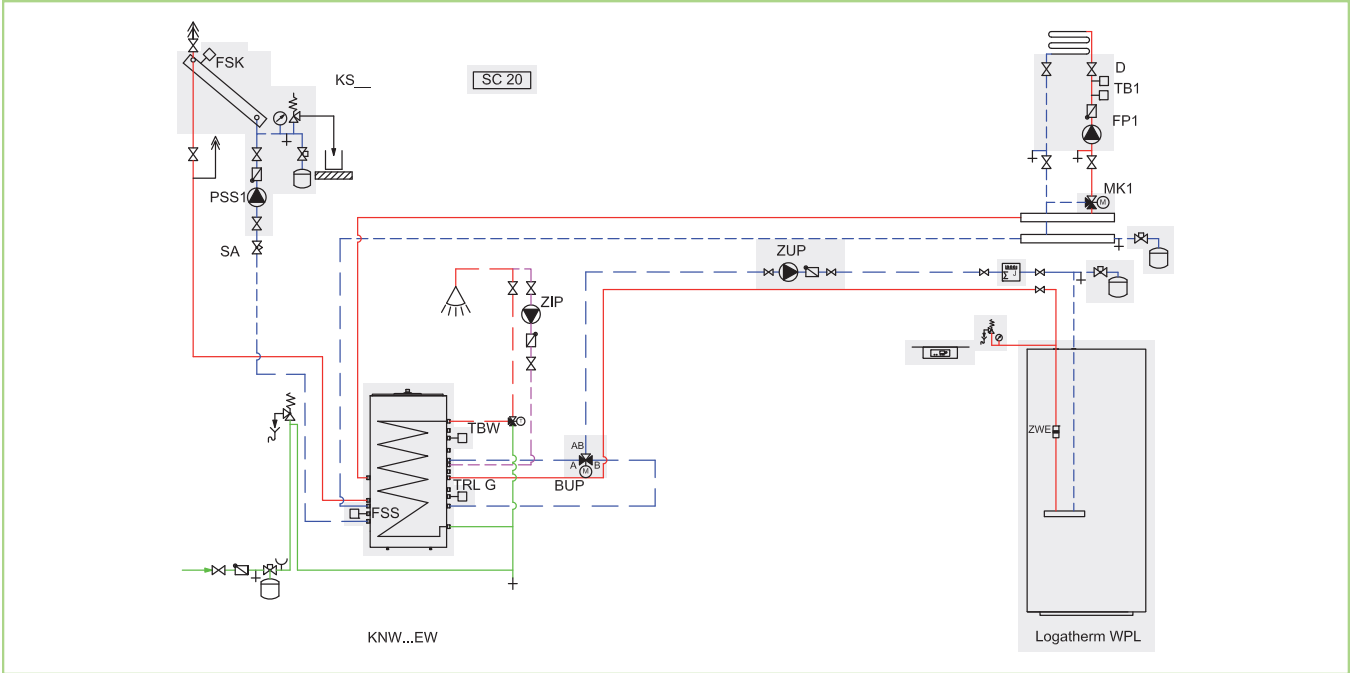 FSK
KS__
SC 20
D
TB1
FP1
PSS1
MK1
SA
ZUP
Σ J
ZIP
M
T
TBW
ZWE
AB
A
B
M
TRL G
BUP
FSS
KNW...EW
Logatherm WPL